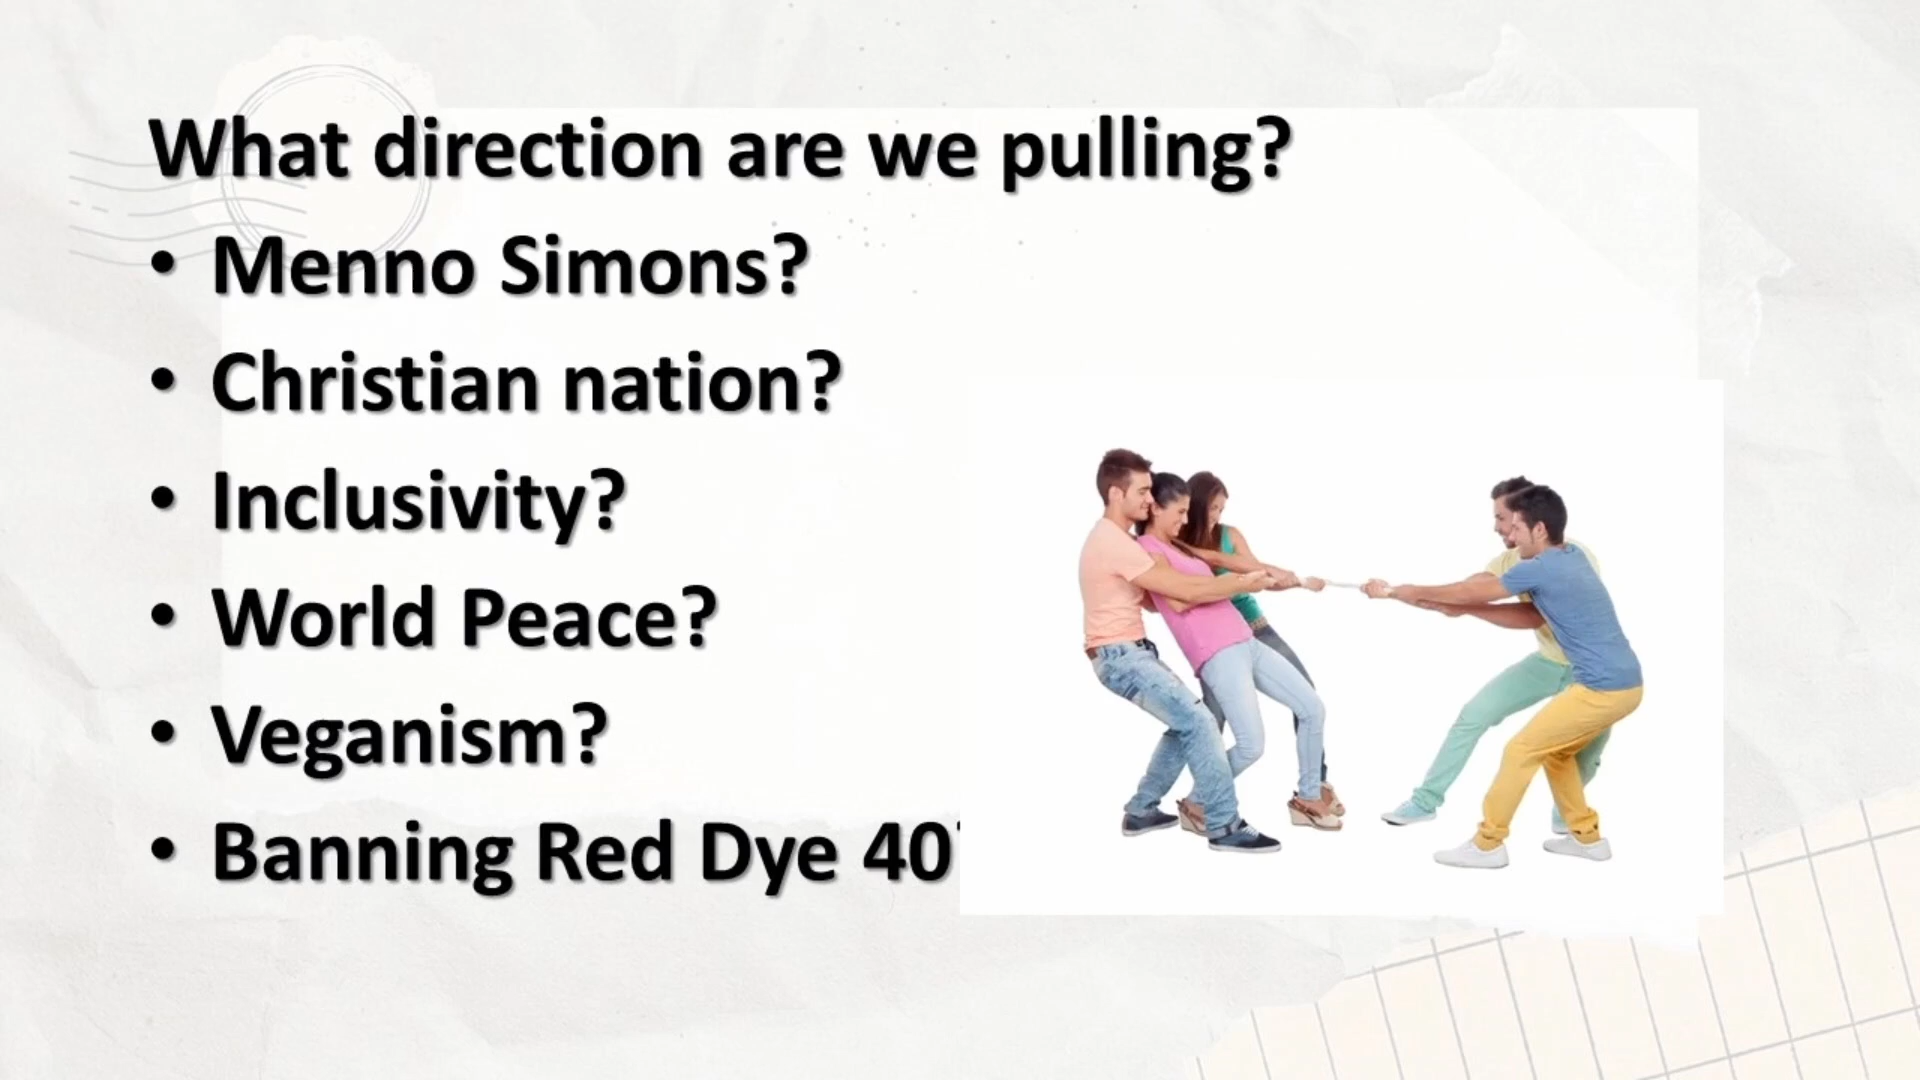 What direction are we pulling?
• Menno Simons?
• Christian nation?
• Inclusivity?
• World Peace?
• Veganism?
• Banning Red Dye 40?